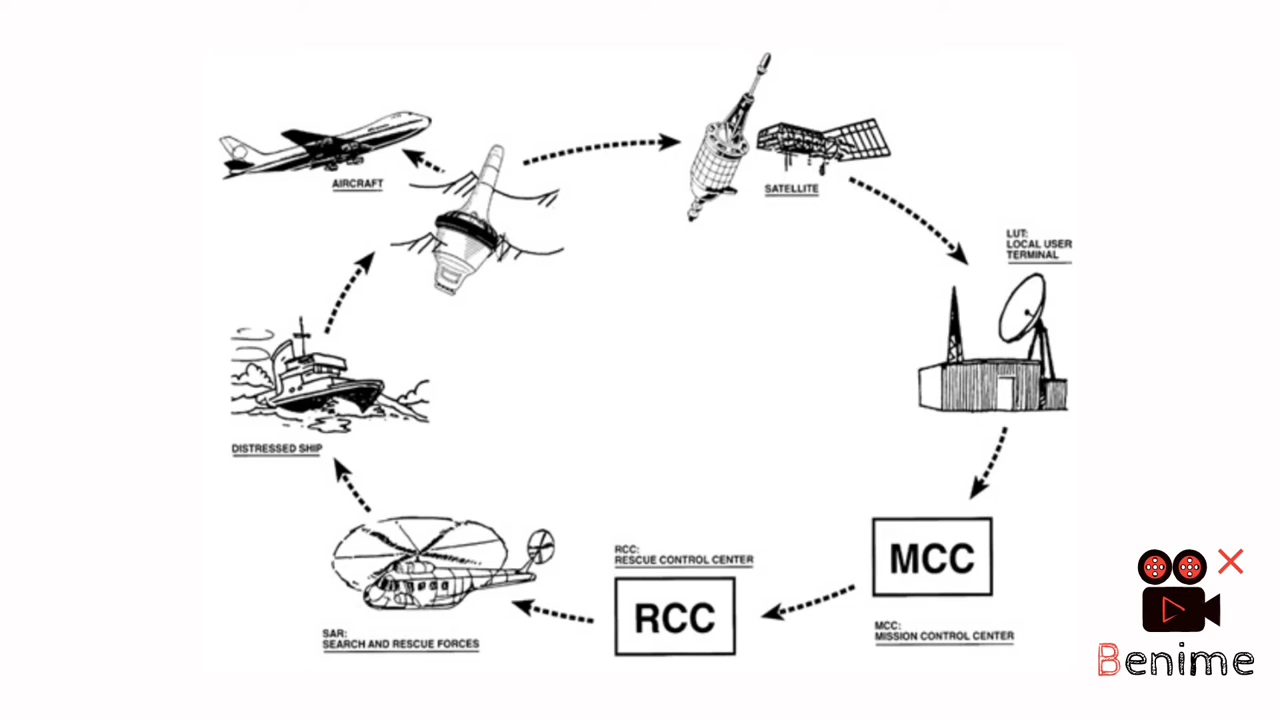 AIRCRAFT
SATELLITE
LUT:
LOCAL USER
TERMINAL
DISTRESSED SHIP
MCC
MCC:
MISSION CONTROL CENTER
RCC:
RESCUE CONTROL CENTER
RCC
SAR:
SEARCH AND RESCUE FORCES
Benime